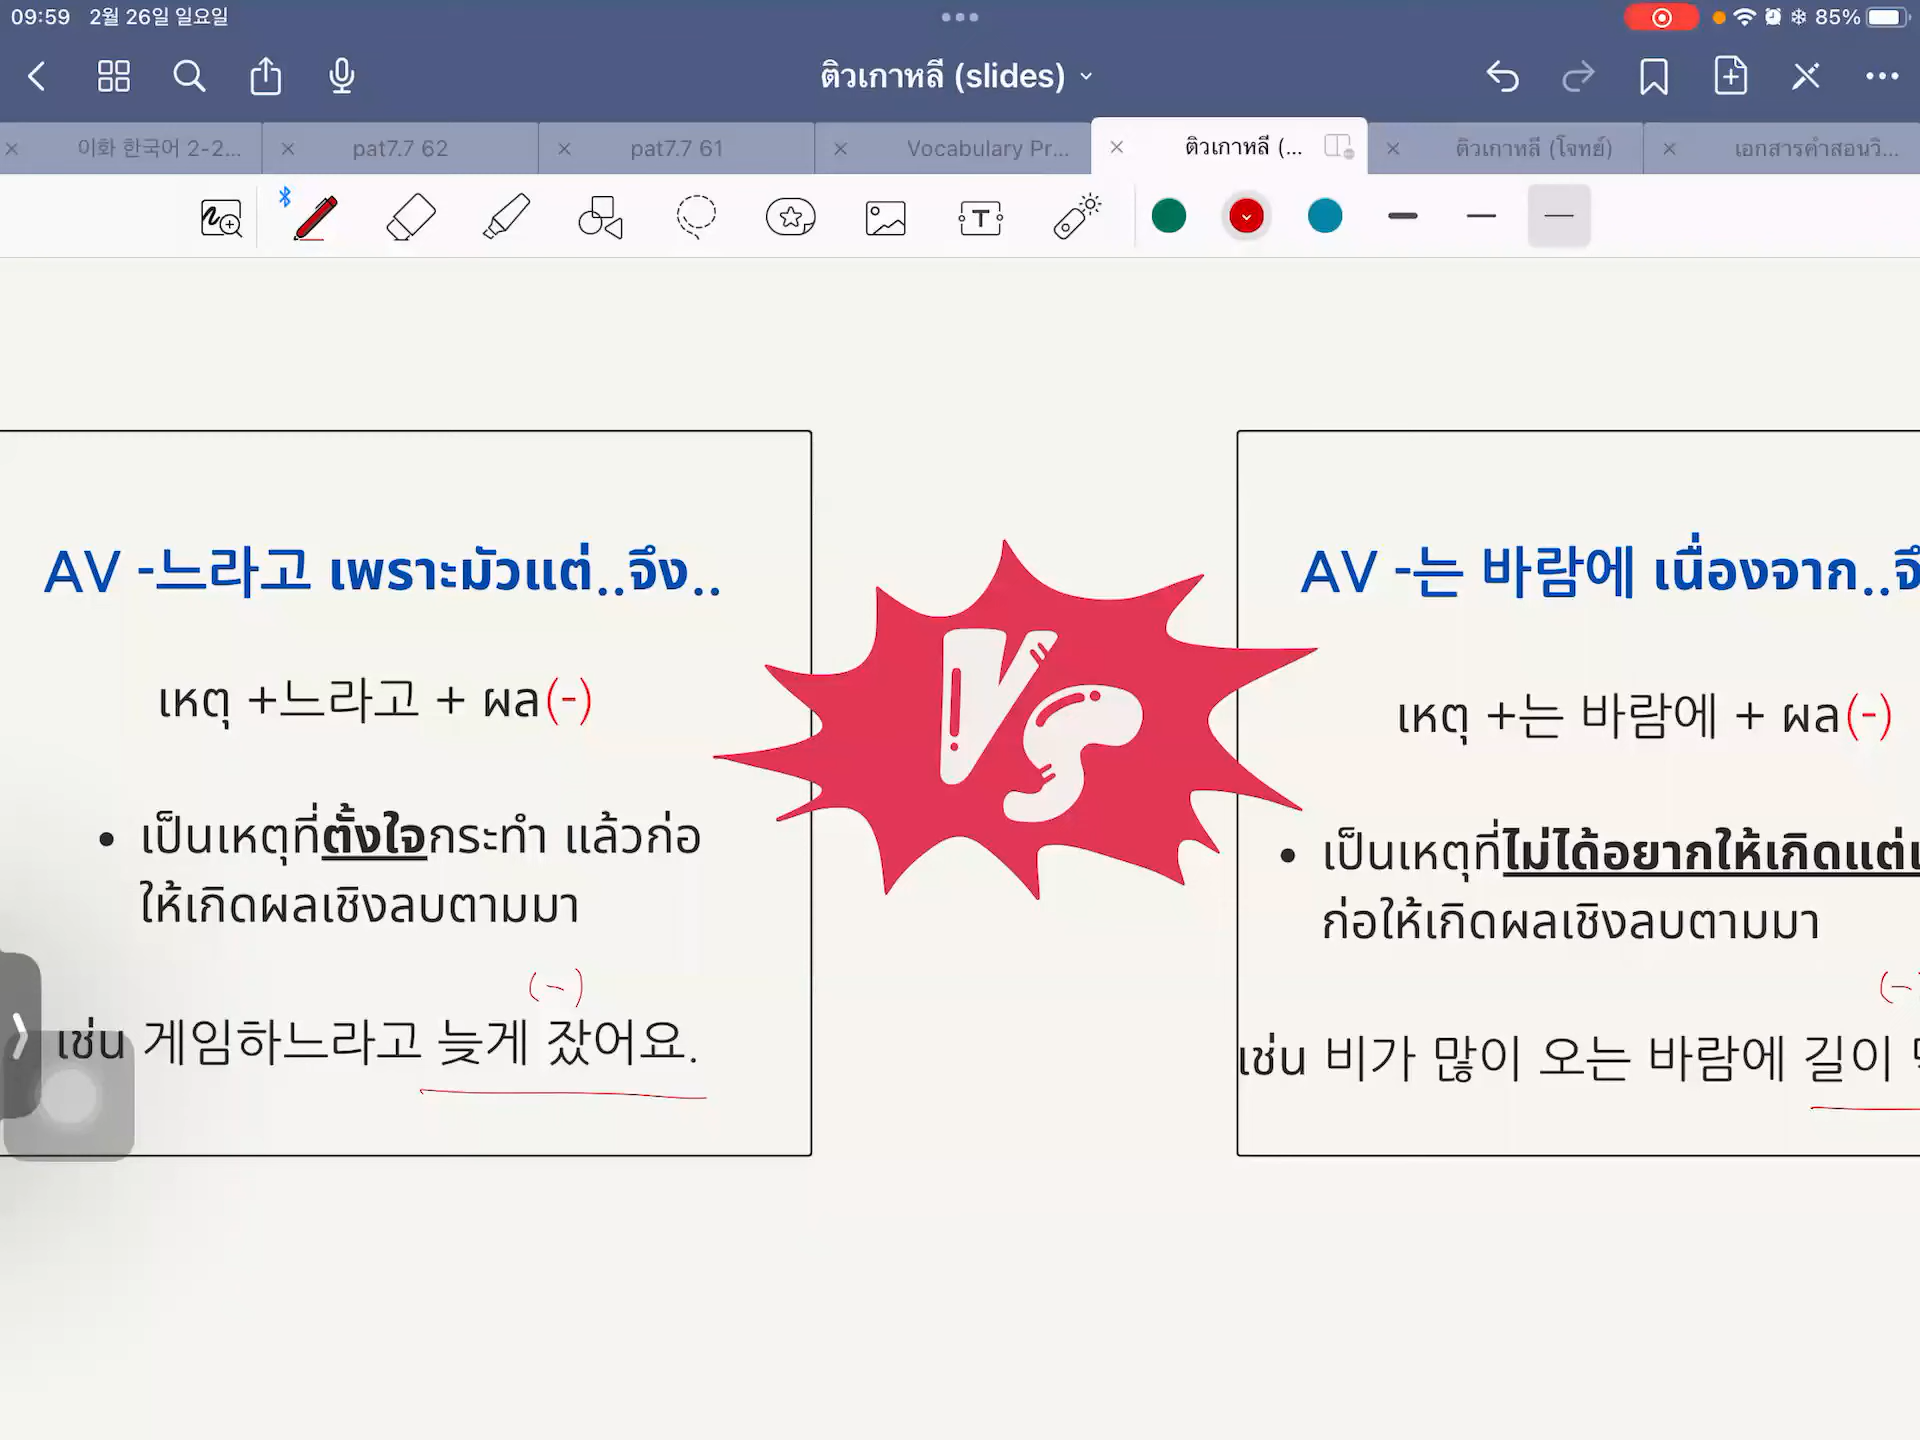 09:59 2월 26일 일요일
85%
ติวเกาหลี (slides)
이화 한국어 2-2...
pat7.7 62
pat7.7 61
Vocabulary Pr...
ติวเกาหลี (...
ติวเกาหลี (โจทย์)
เอกสารคำสอนวิ...
AV -느라고 เพราะมัวแต่..จึง..
เหตุ +느라고 + ผล(-)
• เป็นเหตุที่ตั้งใจกระทำ แล้วก่อ
ให้เกิดผลเชิงลบตามมา
(-)
เช่น 게임하느라고 늦게 잤어요.
VS
AV -는 바람에 เนื่องจาก..
เหตุ +는 바람에 + ผล(-)
• เป็นเหตุที่ไม่ได้อยากให้เกิดแต่
ก่อให้เกิดผลเชิงลบตามมา
(-
เช่น 비가 많이 오는 바람에 길이